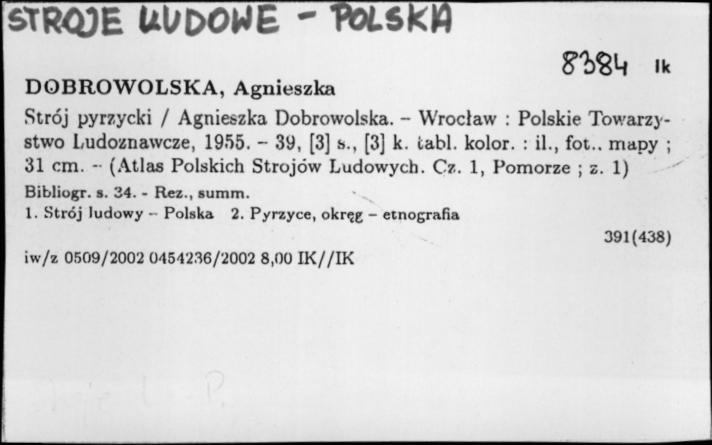 STROJE LUDOWE - POLSKA
8384 Ik
DOBROWOLSKA, Agnieszka
Strój pyrzycki / Agnieszka Dobrowolska. - Wrocław : Polskie Towarzy-
stwo Ludoznawcze, 1955. - 39, [3] s., [3] k. tabl. kolor. : il., fot.. mapy ;
31 cm. - (Atlas Polskich Strojów Ludowych. Cz. 1, Pomorze ; z. 1)
Bibliogr. s. 34. - Rez., summ.
1. Strój ludowy - Polska 2. Pyrzyce, okręg - etnografia
391(438)
iw/z 0509/2002 0454236/2002 8,00 IK//IK